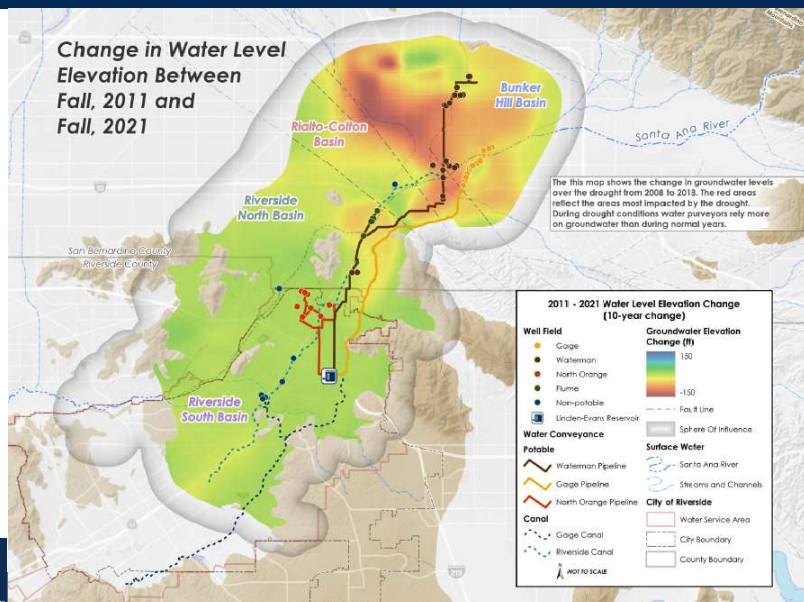 Change in Water Level
Elevation Between
Fall, 2011 and
Fall, 2021
Bunker
Hill Basin
Rialto-Colton
Basin
Santa Ana River
The this map shows the change in groundwater levels
over the drought from 2008 to 2018. The red areas
reflect the areas most impacted by the drought.
During drought conditions water purveyors rely more
on groundwater than during normal years.
Riverside
North Basin
San Bernardino County
Riverside County
Riverside
South Basin
2011 - 2021 Water Level Elevation Change
(10-year change)
Well Field
Gage
Waterman
North Orange
Flume
Non-potable
Linden-Evans Reservoir
Water Conveyance
Potable
Waterman Pipeline
Gage Pipeline
North Orange Pipeline
Canal
Gage Canal
Riverside Canal
NOT TO SCALE
Groundwater Elevation
Change (ft)
150
-150
Fault Line
Sphere Of Influence
Surface Water
Santa Ana River
Streams and Channels
City of Riverside
Water Service Area
City Boundary
County Boundary
215